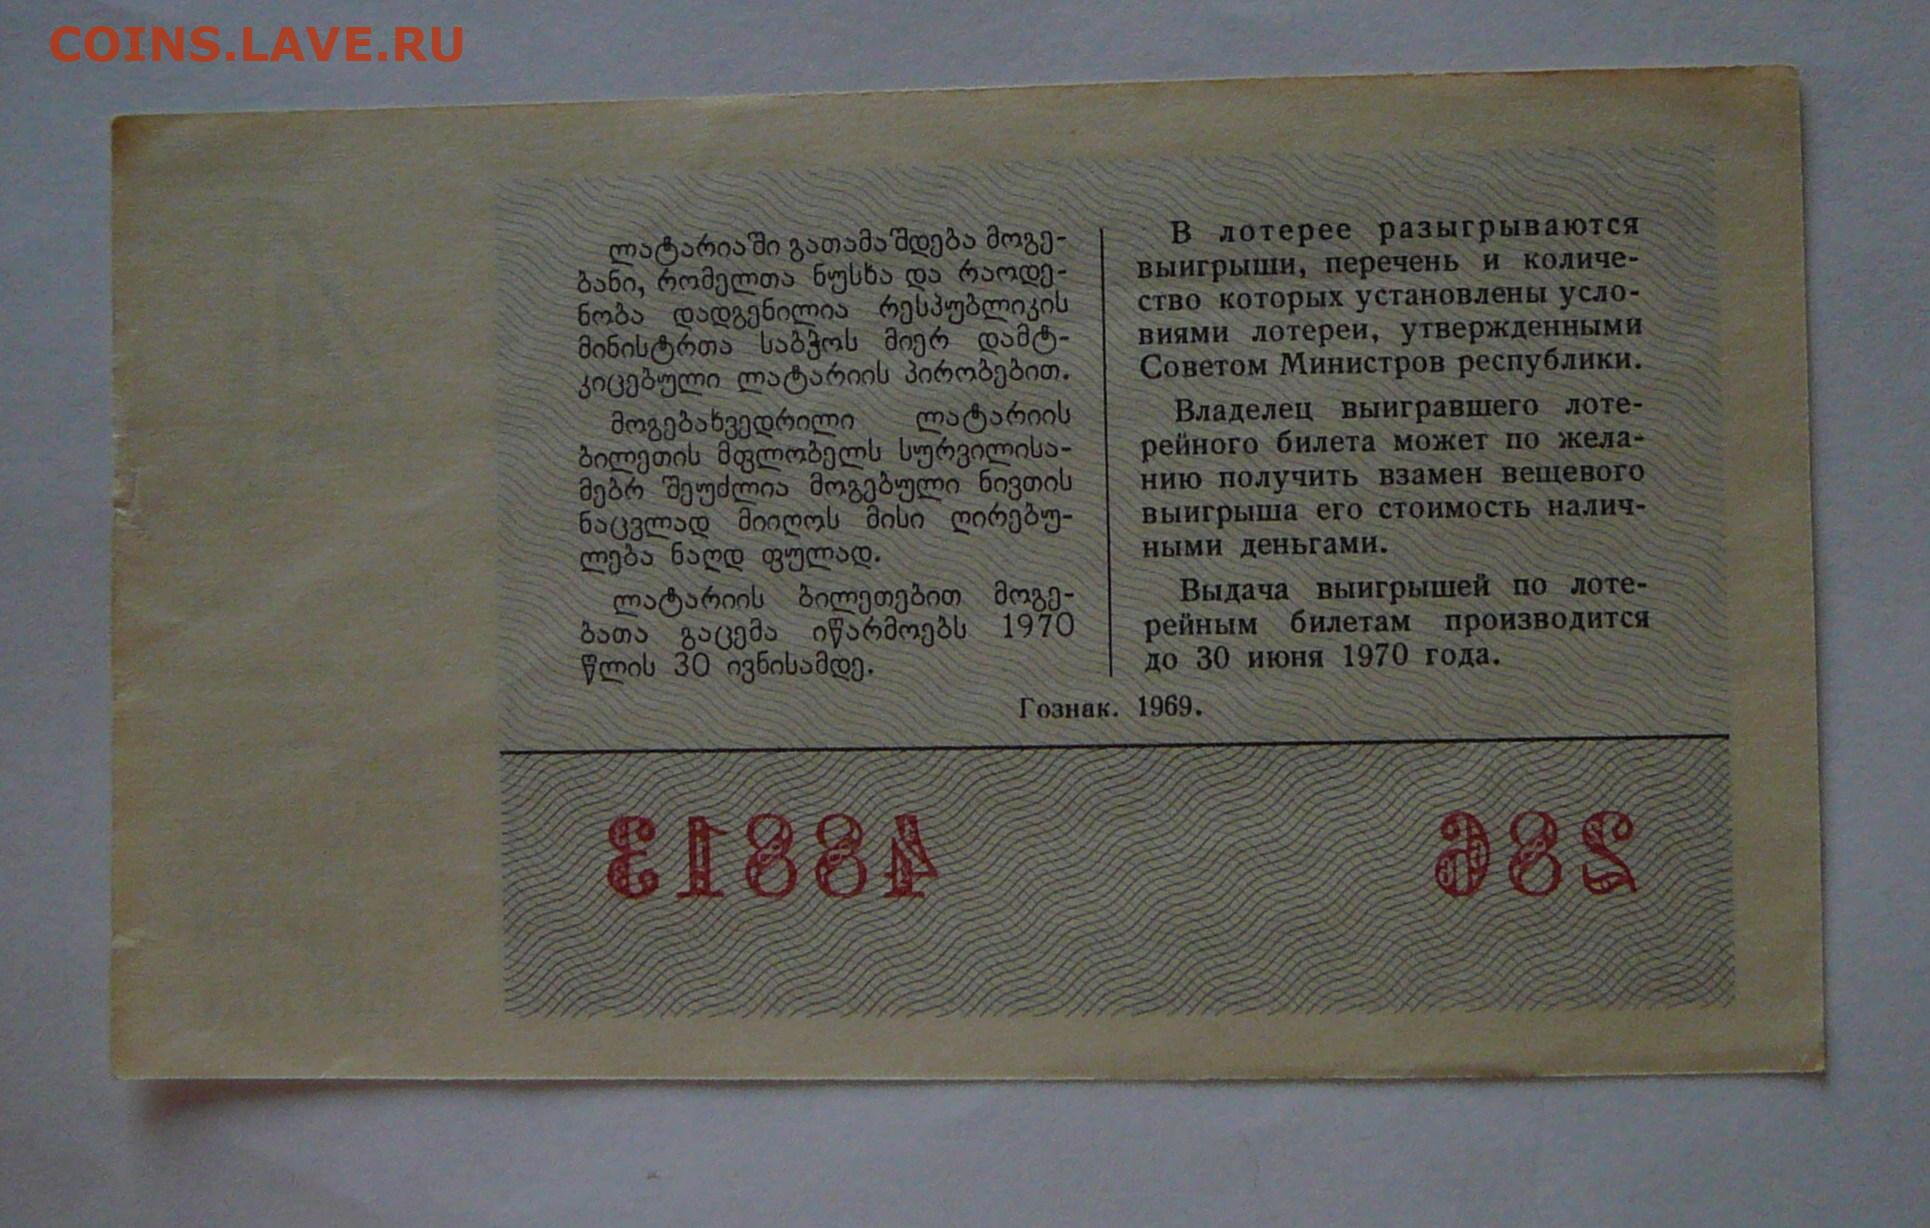 COINS.LAVE.RU
ლატარიაში გათამაშდება მოგე-
ბანი, რომელთა ნუსხა და რაოდე-
ნობა დადგენილია რესპუბლიკის
მინისტრთა საბჭოს მიერ დამტ-
კიცებული ლატარიის პირობებით.
მოგებახვედრილი ლატარიის
ბილეთის მფლობელს სურვილისა-
მებრ შეუძლია მოგებული ნივთის
ნაცვლად მიიღოს მისი ღირებუ-
ლება ნაღდ ფულად.
ლატარიის ბილეთებით მოგე-
ბათა გაცემა იწარმოებს 1970
წლის 30 ივნისამდე.
В лотерее разыгрываются
выигрыши, перечень и количе-
ство которых установлены усло-
виями лотереи, утвержденными
Советом Министров республики.
Владелец выигравшего лоте-
рейного билета может по жела-
нию получить взамен вещевого
выигрыша его стоимость налич-
ными деньгами.
Выдача выигрышей по лоте-
рейным билетам производится
до 30 июня 1970 года.
Гознак. 1969.
48813
286